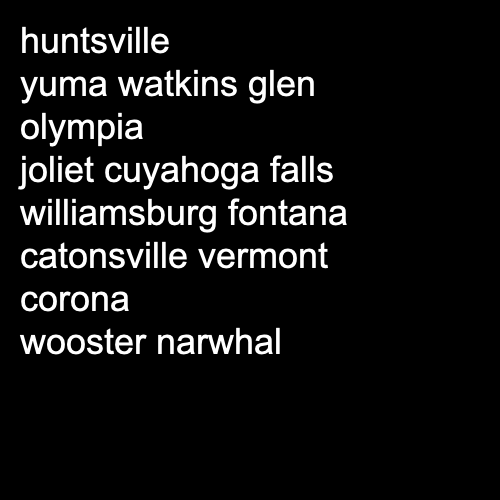 huntsville
yuma watkins glen
olympia
joliet cuyahoga falls
williamsburg fontana
catonsville vermont
corona
wooster narwhal